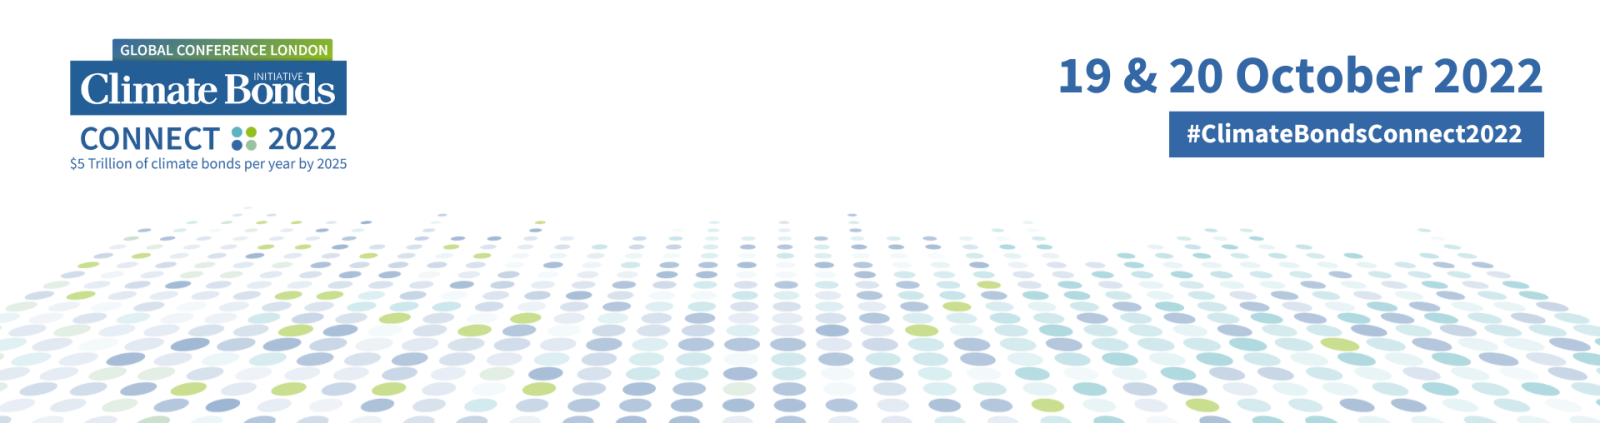 GLOBAL CONFERENCE LONDON
Climate Bonds
INITIATIVE
CONNECT 2022
$5 Trillion of climate bonds per year by 2025
19 & 20 October 2022
#ClimateBondsConnect2022